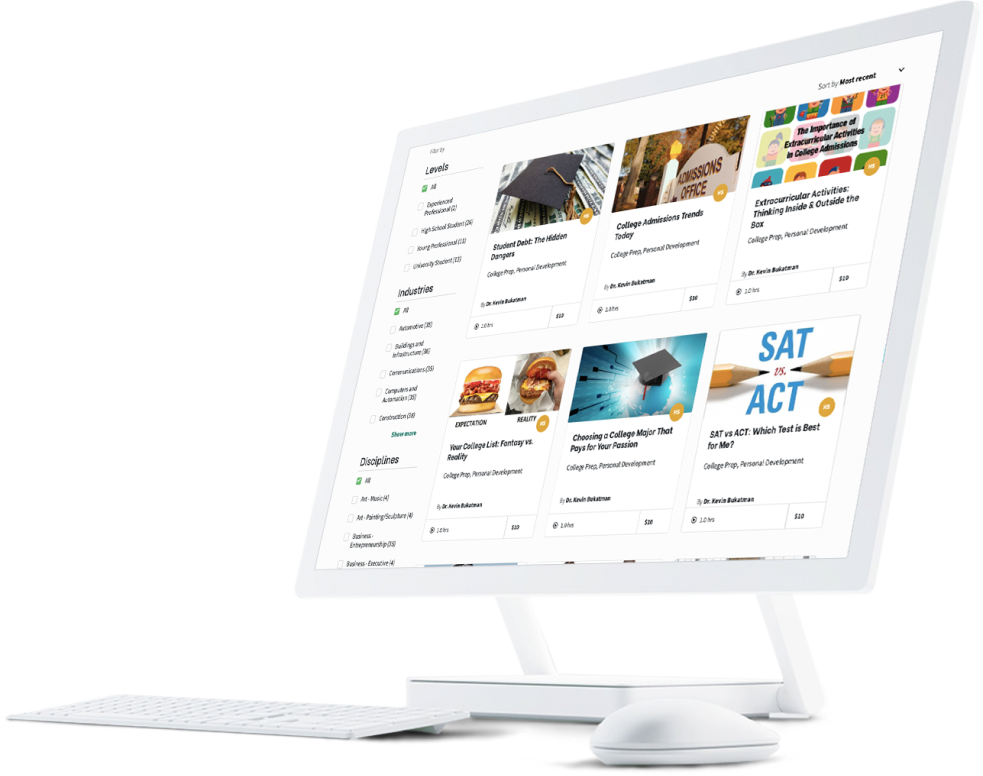 Sort by Most recent
Filter by
Levels
All
Experienced
Professional (2)
High School Student (26)
Young Professional (11)
University Student (13)
Industries
All
Automotive (35)
Buildings and
Infrastructure (36)
Communications (35)
Computers and
Automation (35)
Construction (36)
Show more
Disciplines
All
Art - Music (4)
Art - Painting/Sculpture (4)
Business -
Entrepreneurship (35)
Business - Executive (4)
HS
Student Debt: The Hidden
Dangers
College Prep, Personal Development
By Dr. Kevin Bukatman
1.0 hrs
$10
ADMISSIONS
OFFICE
HS
College Admissions Trends
Today
College Prep, Personal Development
By Dr. Kevin Bukatman
1.0 hrs
$10
The Importance of
Extracurricular Activities
in College Admissions
HS
Extracurricular Activities:
Thinking Inside & Outside the
Box
College Prep, Personal Development
By Dr. Kevin Bukatman
1.0 hrs
$10
EXPECTATION
REALITY
HS
Your College List: Fantasy vs.
Reality
College Prep, Personal Development
By Dr. Kevin Bukatman
1.0 hrs
$10
HS
Choosing a College Major That
Pays for Your Passion
College Prep, Personal Development
By Dr. Kevin Bukatman
1.0 hrs
$10
SAT
vs.
ACT
HS
SAT vs ACT: Which Test is Best
for Me?
College Prep, Personal Development
By Dr. Kevin Bukatman
1.0 hrs
$10